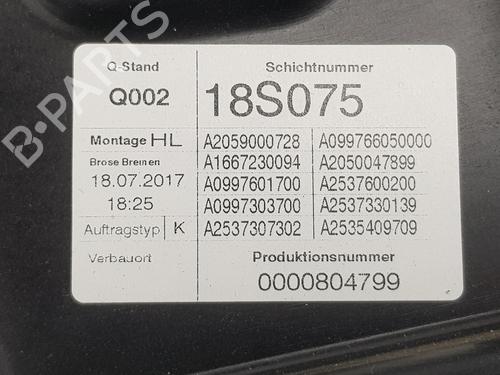 Q-Stand
Schichtnummer
Q002
18S075
Montage HL
A2059000728
A099766050000
Brose Bremen
A1667230094
A2050047899
18.07.2017
A0997601700
A2537600200
18:25
A0997303700
A2537330139
Auftragstyp K
A2537307302
A2535409709
Verbauort
Produktionsnummer
0000804799
B-PARTS